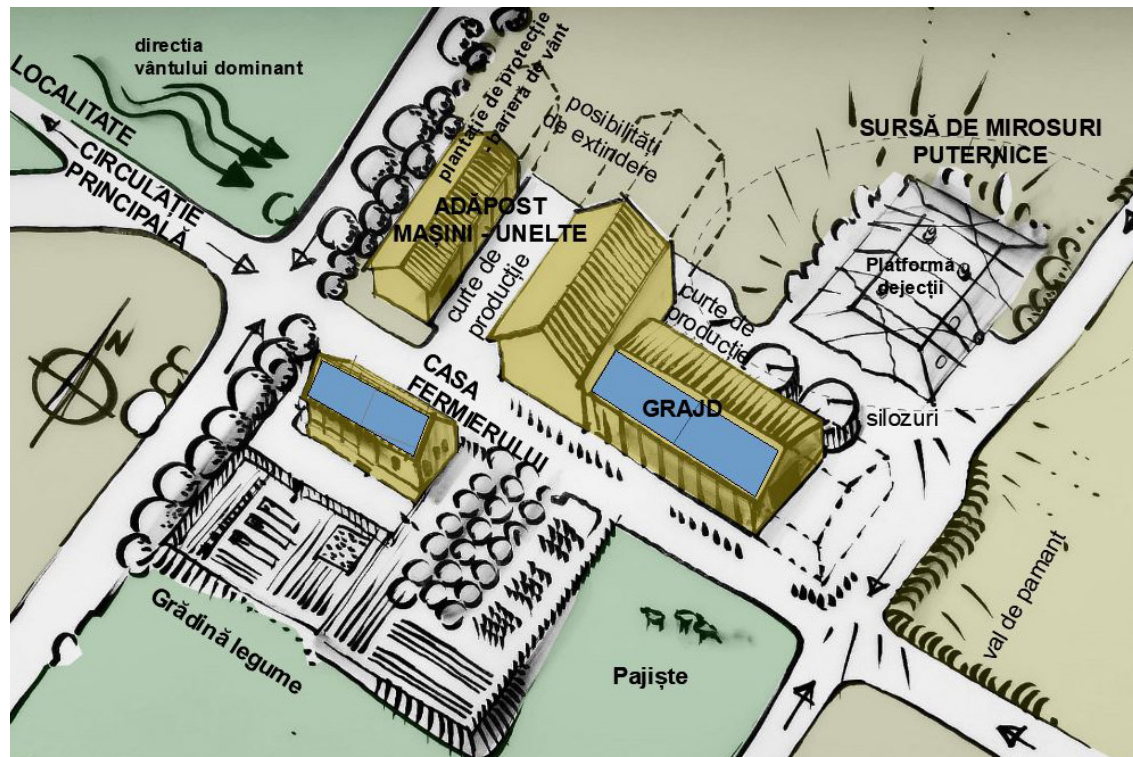 directia
vântului dominant
LOCALITATE
CIRCULAȚIE
PRINCIPALĂ
plantație de protecție
- barieră de vânt
posibilități
de extindere
SURSĂ DE MIROSURI
PUTERNICE
ADĂPOST
MAȘINI - UNELTE
Platformă
dejecții
curte de
producție
curte de
producție
N
CASA
FERMIERULUI
GRAJD
silozuri
val de pamanț
Grădină legume
Pajiște